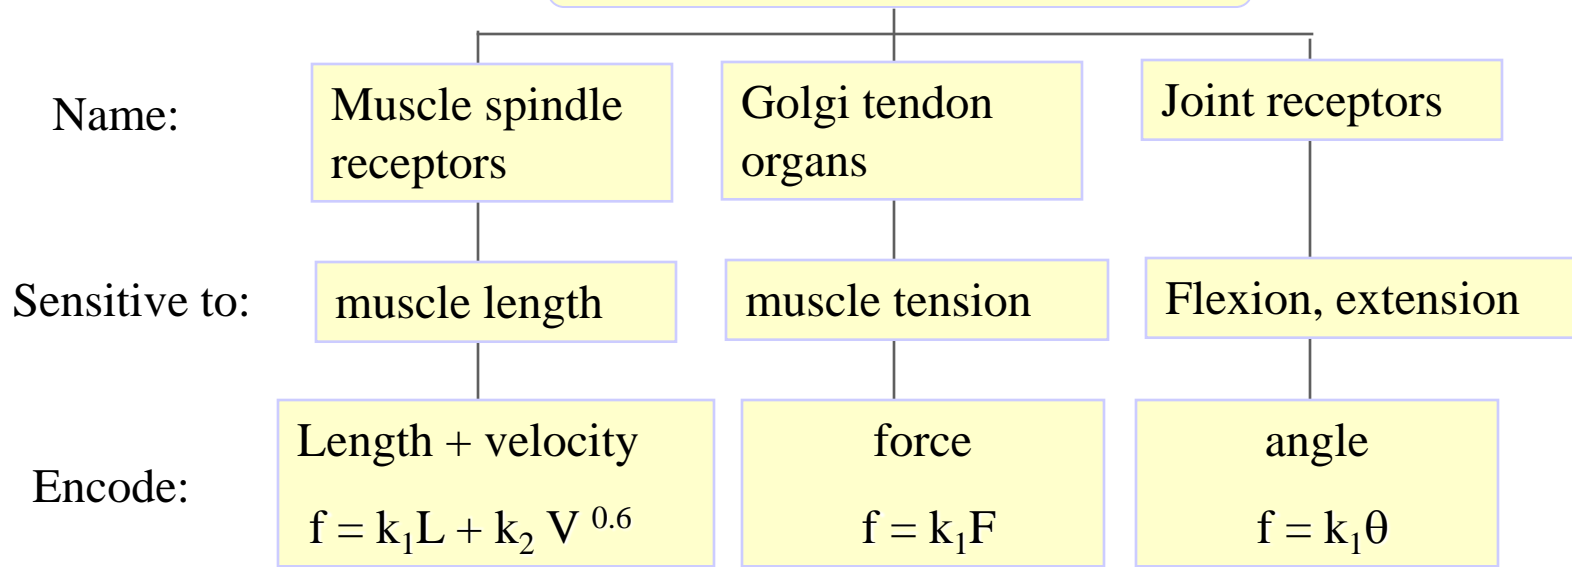 Name:
Muscle spindle
receptors
Golgi tendon
organs
Joint receptors
Sensitive to:
muscle length
muscle tension
Flexion, extension
Encode:
Length + velocity
f = k₁L + k₂ V ⁰·⁶
force
f = k₁F
angle
f = k₁θ